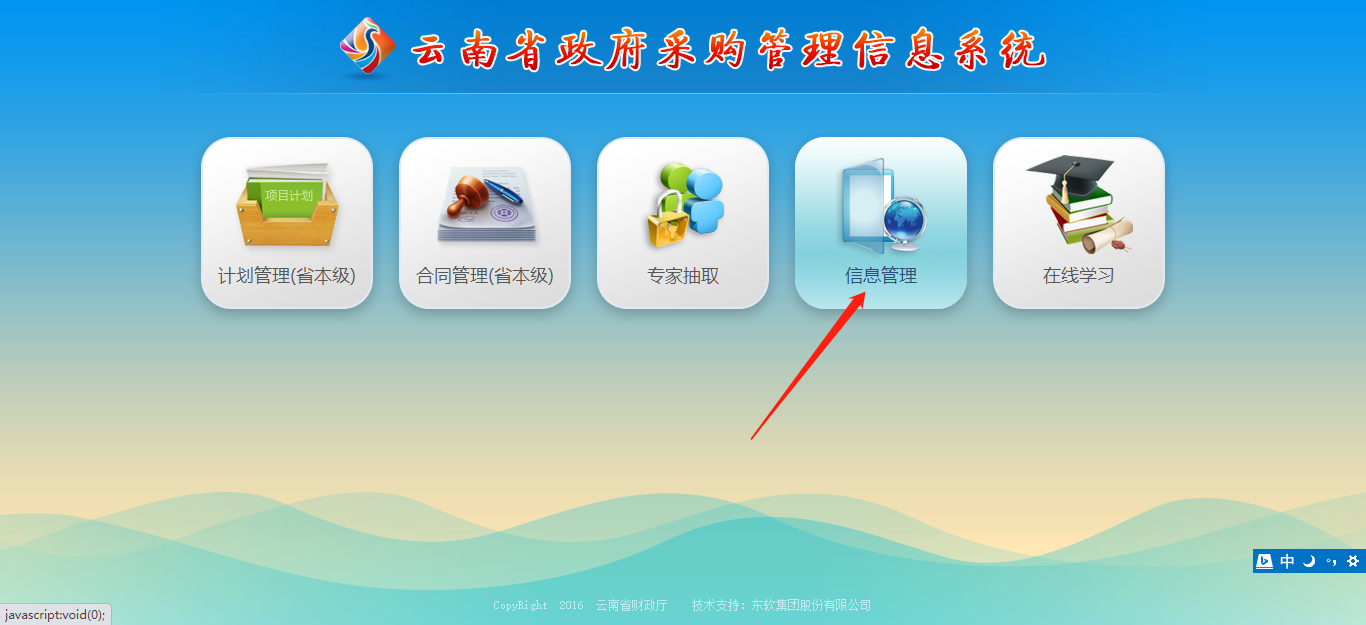 云南省政府采购管理信息系统
项目计划
计划管理(省本级)
合同管理(省本级)
专家抽取
信息管理
在线学习
中
CopyRight 2016 云南省财政厅 技术支持：东软集团股份有限公司
javascript:void(0);